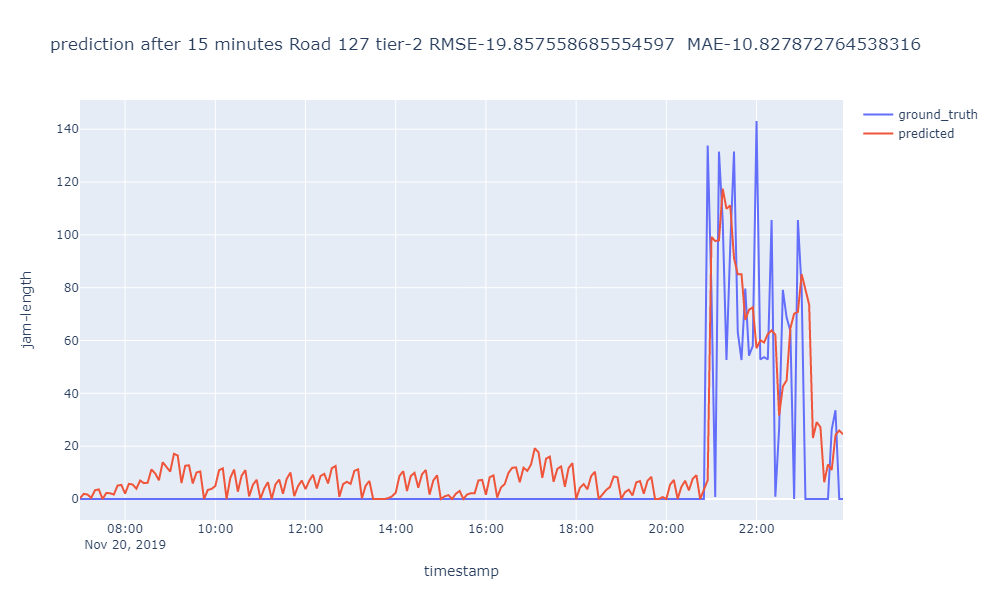 prediction after 15 minutes Road 127 tier-2 RMSE-19.857558685554597  MAE-10.827872764538316
ground_truth
predicted
jam-length
140
120
100
80
60
40
20
0
08:00 10:00 12:00 14:00 16:00 18:00 20:00 22:00
Nov 20, 2019
timestamp